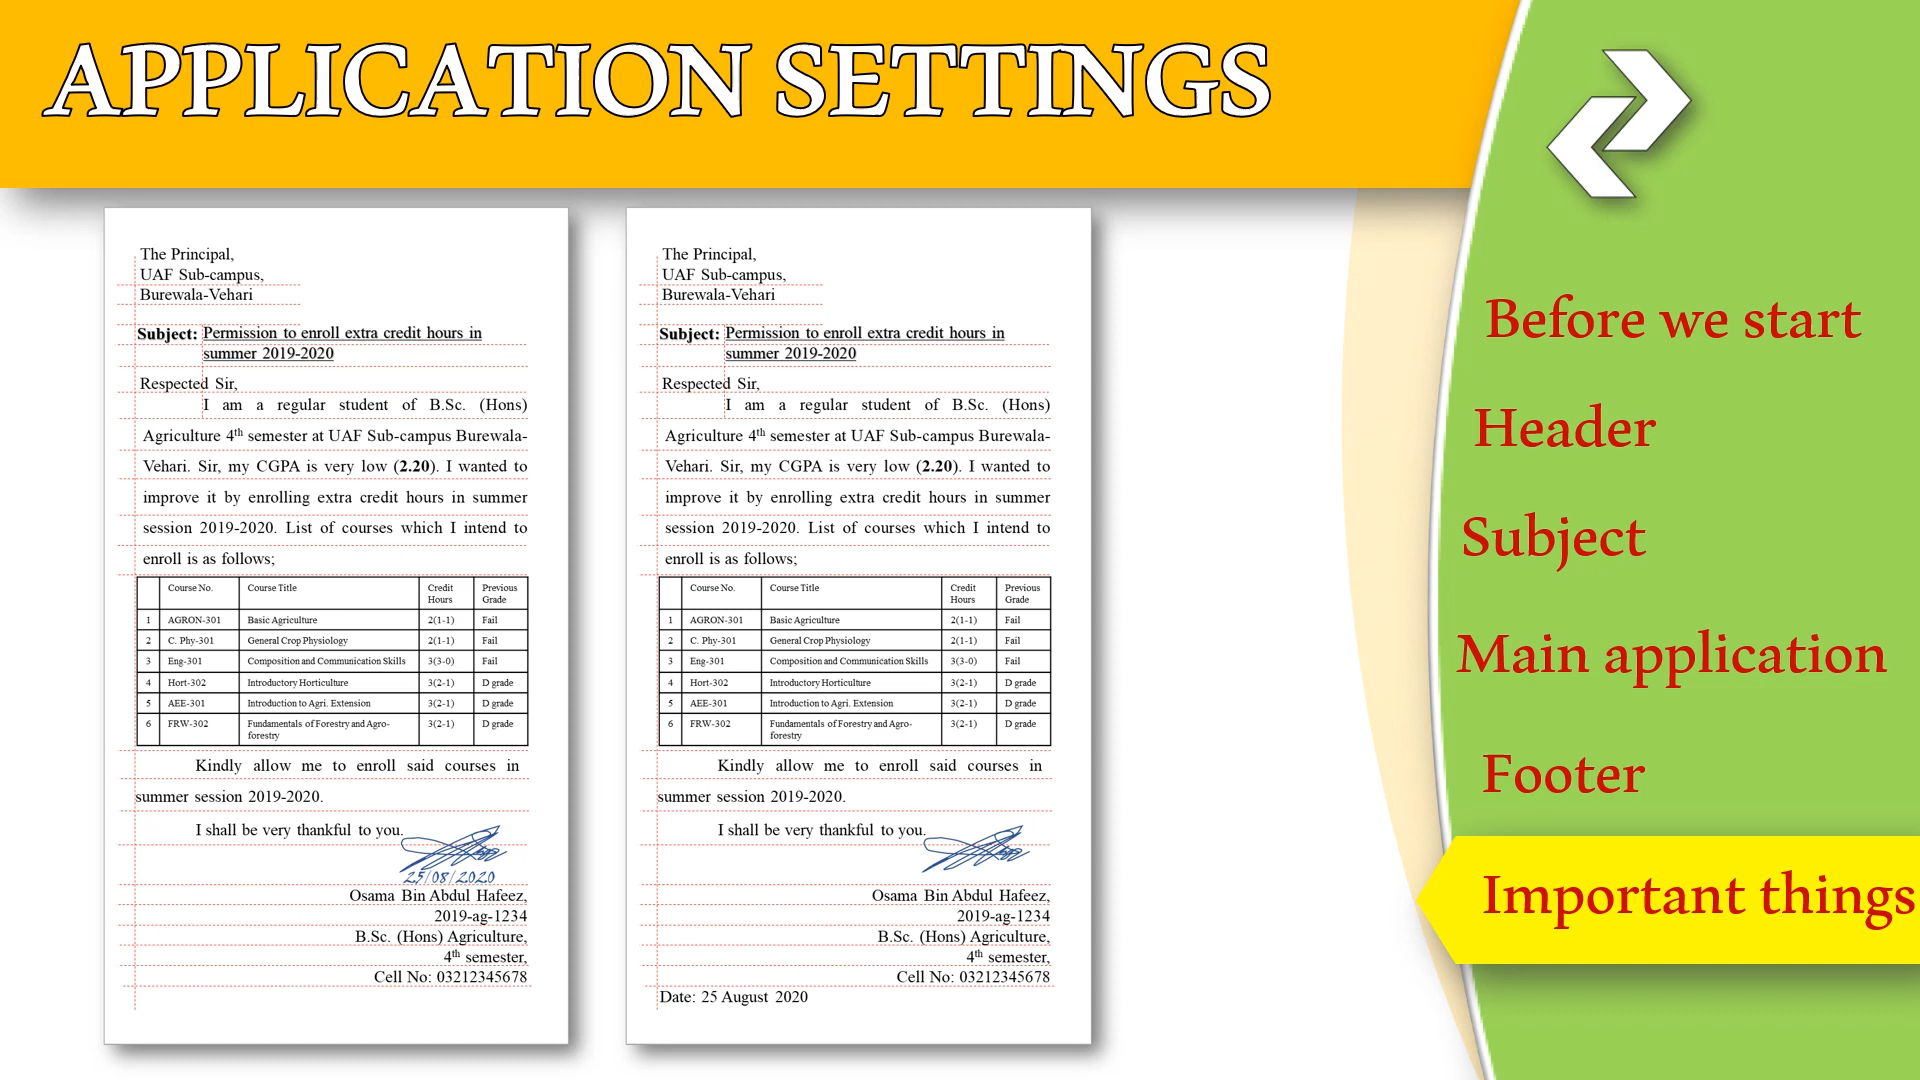 APPLICATION SETTINGS
The Principal,
UAF Sub-campus,
Burewala-Vehari
Subject: Permission to enroll extra credit hours in
summer 2019-2020
Respected Sir,
I am a regular student of B.Sc. (Hons)
Agriculture 4th semester at UAF Sub-campus Burewala-
Vehari. Sir, my CGPA is very low (2.20). I wanted to
improve it by enrolling extra credit hours in summer
session 2019-2020. List of courses which I intend to
enroll is as follows;
Course No. Course Title Credit Hours Previous Grade
1 AGRON-301 Basic Agriculture 2(1-1) Fail
2 C. Phy-301 General Crop Physiology 2(1-1) Fail
3 Eng-301 Composition and Communication Skills 3(3-0) Fail
4 Hort-302 Introductory Horticulture 3(2-1) D grade
5 AEE-301 Introduction to Agri. Extension 3(2-1) D grade
6 FRW-302 Fundamentals of Forestry and Agro- 3(2-1) D grade
forestry
Kindly allow me to enroll said courses in
summer session 2019-2020.
I shall be very thankful to you.
25/08/2020
Osama Bin Abdul Hafeez,
2019-ag-1234
B.Sc. (Hons) Agriculture,
4th semester,
Cell No: 03212345678
The Principal,
UAF Sub-campus,
Burewala-Vehari
Subject: Permission to enroll extra credit hours in
summer 2019-2020
Respected Sir,
I am a regular student of B.Sc. (Hons)
Agriculture 4th semester at UAF Sub-campus Burewala-
Vehari. Sir, my CGPA is very low (2.20). I wanted to
improve it by enrolling extra credit hours in summer
session 2019-2020. List of courses which I intend to
enroll is as follows;
Course No. Course Title Credit Hours Previous Grade
1 AGRON-301 Basic Agriculture 2(1-1) Fail
2 C. Phy-301 General Crop Physiology 2(1-1) Fail
3 Eng-301 Composition and Communication Skills 3(3-0) Fail
4 Hort-302 Introductory Horticulture 3(2-1) D grade
5 AEE-301 Introduction to Agri. Extension 3(2-1) D grade
6 FRW-302 Fundamentals of Forestry and Agro- 3(2-1) D grade
forestry
Kindly allow me to enroll said courses in
summer session 2019-2020.
I shall be very thankful to you.
Osama Bin Abdul Hafeez,
2019-ag-1234
B.Sc. (Hons) Agriculture,
4th semester,
Cell No: 03212345678
Date: 25 August 2020
Before we start
Header
Subject
Main application
Footer
Important things